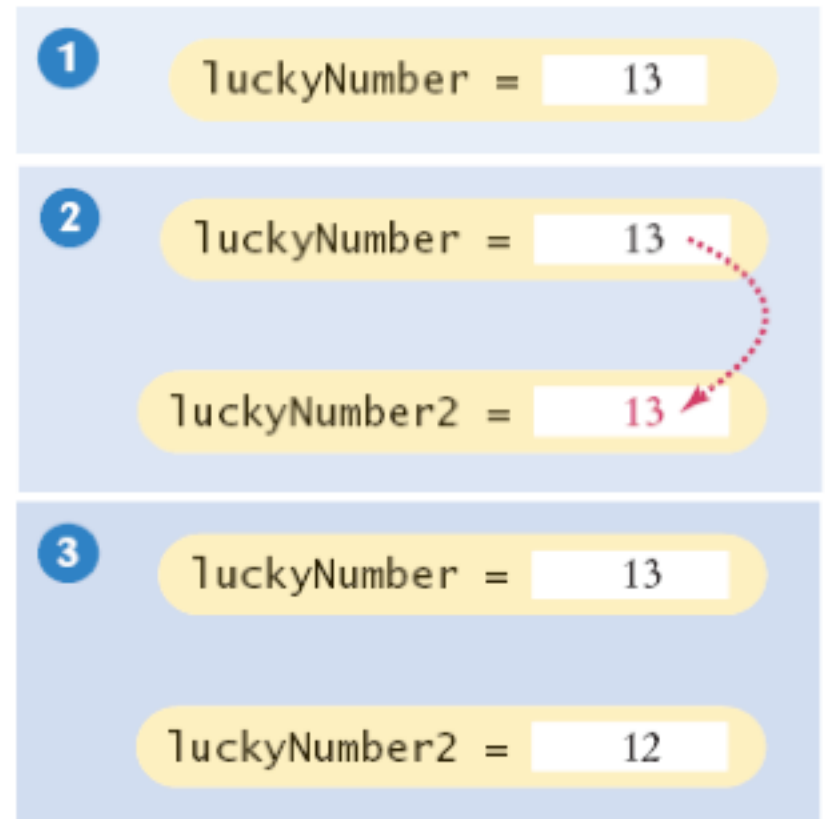 1
luckyNumber = 13
2
luckyNumber = 13
luckyNumber2 = 13
3
luckyNumber = 13
luckyNumber2 = 12